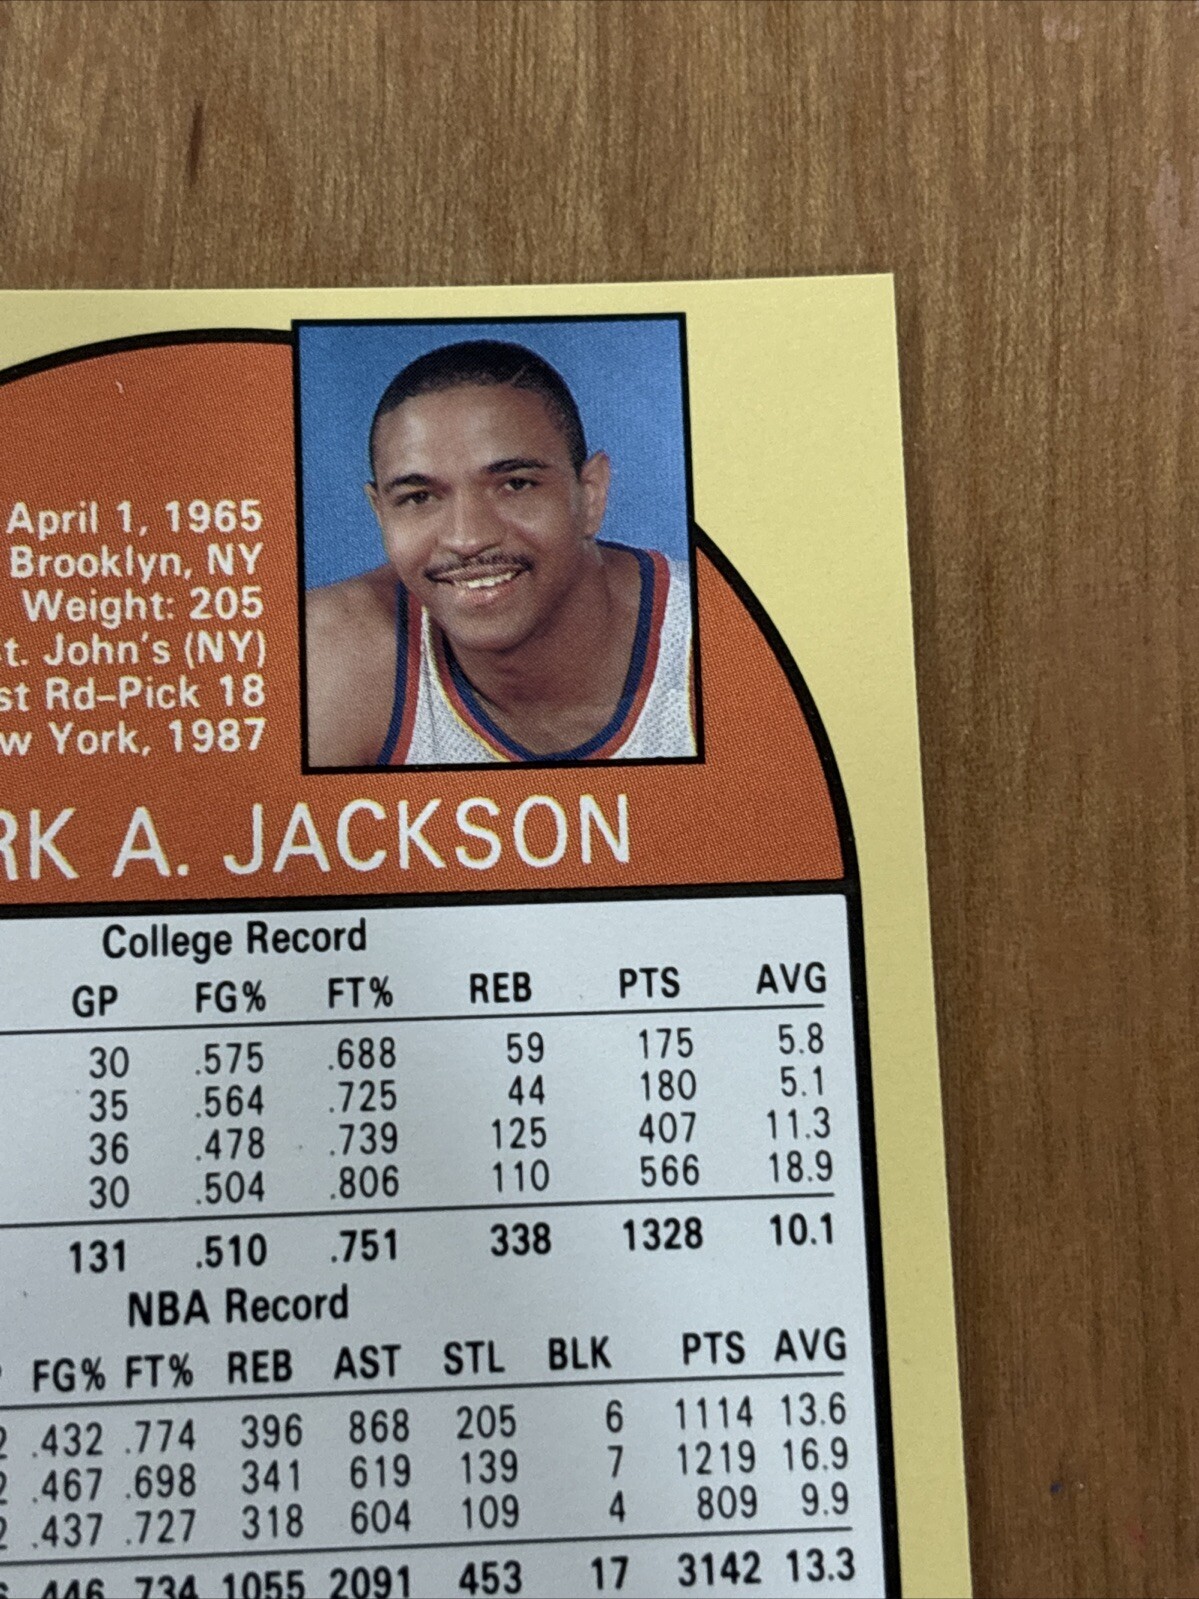 April 1, 1965
Brooklyn, NY
Weight: 205
t. John's (NY)
st Rd–Pick 18
w York, 1987
RK A. JACKSON
College Record
GP FG% FT% REB PTS AVG
30 .575 .688 59 175 5.8
35 .564 .725 44 180 5.1
36 .478 .739 125 407 11.3
30 .504 .806 110 566 18.9
131 .510 .751 338 1328 10.1
NBA Record
FG% FT% REB AST STL BLK PTS AVG
2 .432 .774 396 868 205 6 1114 13.6
2 .467 .698 341 619 139 7 1219 16.9
2 .437 .727 318 604 109 4 809 9.9
.446 .734 1055 2091 453 17 3142 13.3